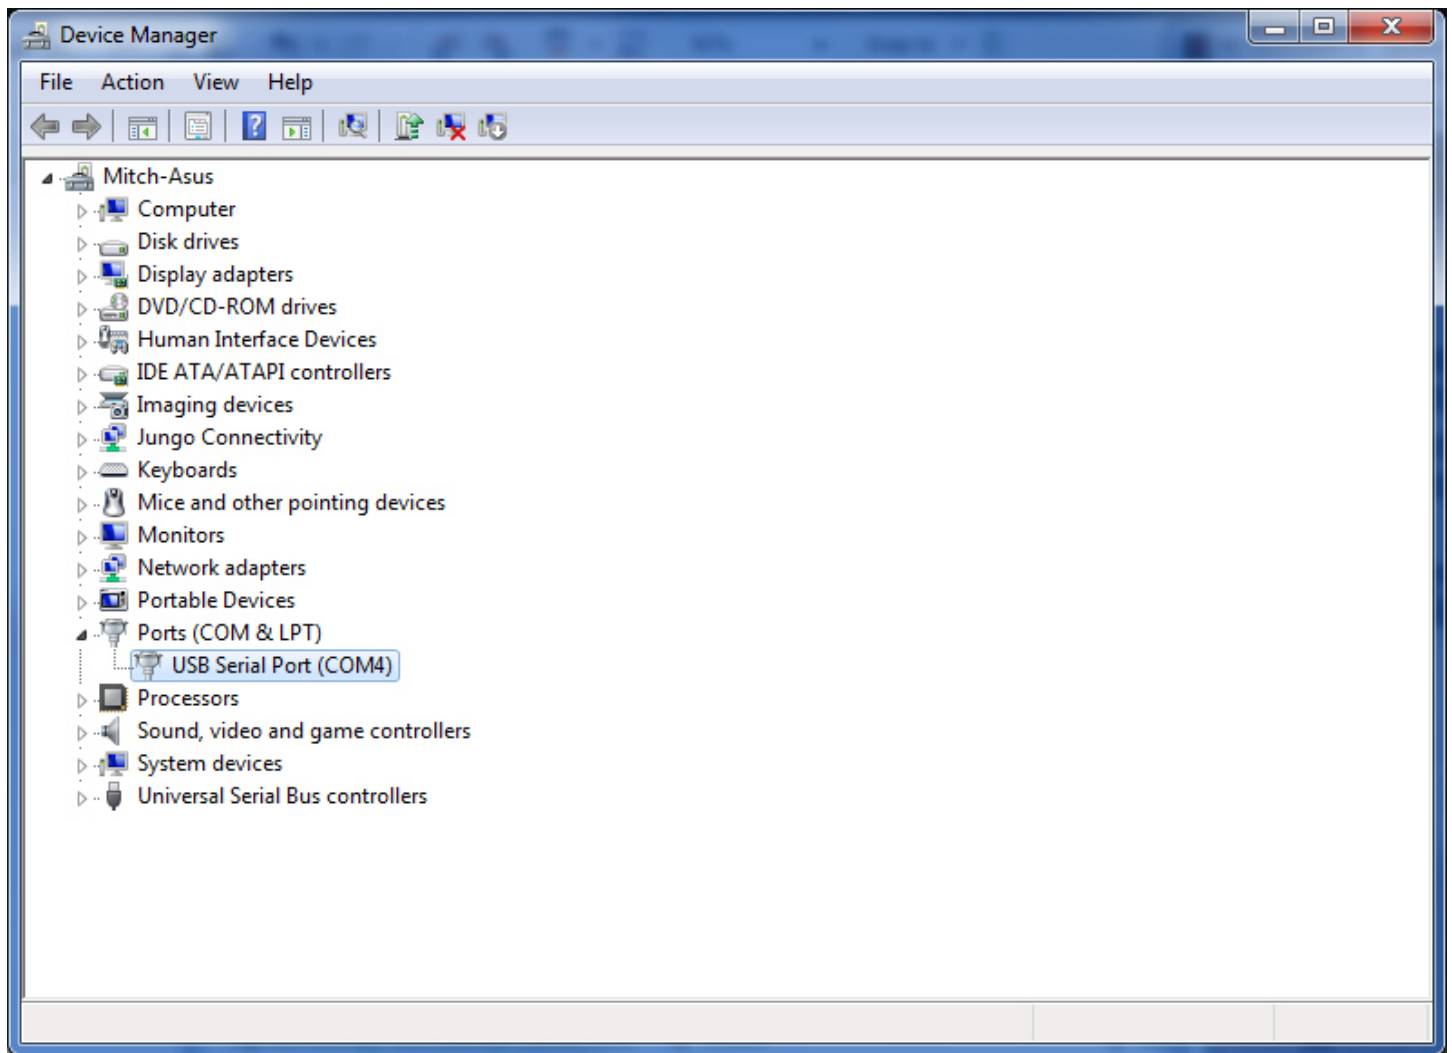 Device Manager
File Action View Help
Mitch-Asus
Computer
Disk drives
Display adapters
DVD/CD-ROM drives
Human Interface Devices
IDE ATA/ATAPI controllers
Imaging devices
Jungo Connectivity
Keyboards
Mice and other pointing devices
Monitors
Network adapters
Portable Devices
Ports (COM & LPT)
USB Serial Port (COM4)
Processors
Sound, video and game controllers
System devices
Universal Serial Bus controllers